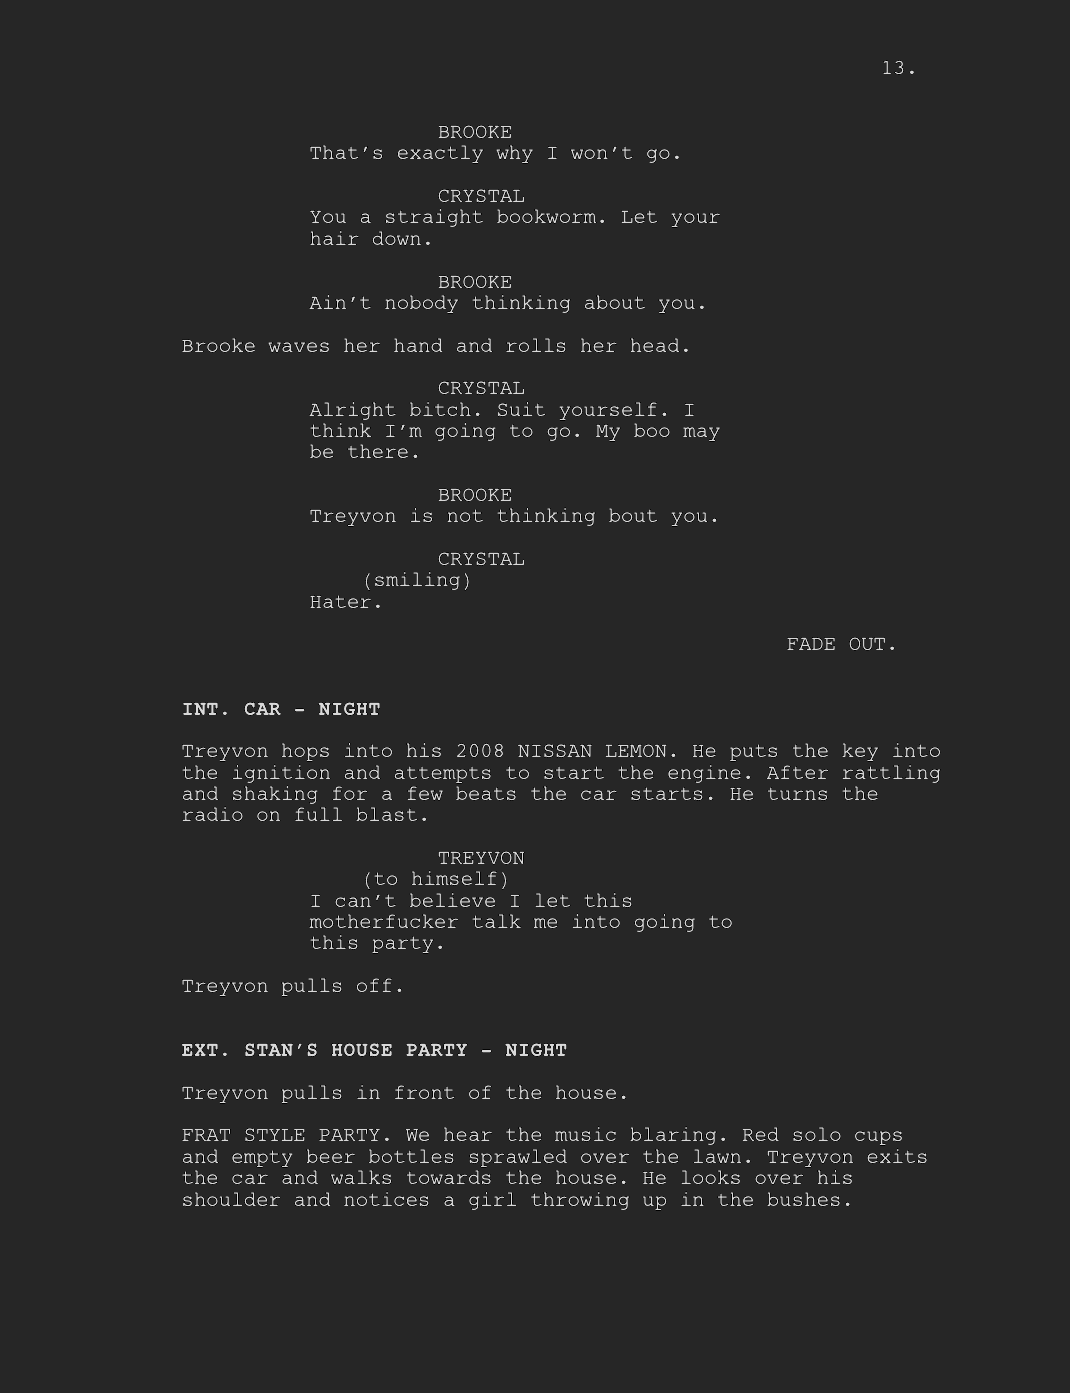 13.
BROOKE
That's exactly why I won't go.
CRYSTAL
You a straight bookworm. Let your
hair down.
BROOKE
Ain't nobody thinking about you.
Brooke waves her hand and rolls her head.
CRYSTAL
Alright bitch. Suit yourself. I
think I'm going to go. My boo may
be there.
BROOKE
Treyvon is not thinking bout you.
CRYSTAL
(smiling)
Hater.
FADE OUT.
INT. CAR - NIGHT
Treyvon hops into his 2008 NISSAN LEMON. He puts the key into
the ignition and attempts to start the engine. After rattling
and shaking for a few beats the car starts. He turns the
radio on full blast.
TREYVON
(to himself)
I can't believe I let this
motherfucker talk me into going to
this party.
Treyvon pulls off.
EXT. STAN'S HOUSE PARTY - NIGHT
Treyvon pulls in front of the house.
FRAT STYLE PARTY. We hear the music blaring. Red solo cups
and empty beer bottles sprawled over the lawn. Treyvon exits
the car and walks towards the house. He looks over his
shoulder and notices a girl throwing up in the bushes.